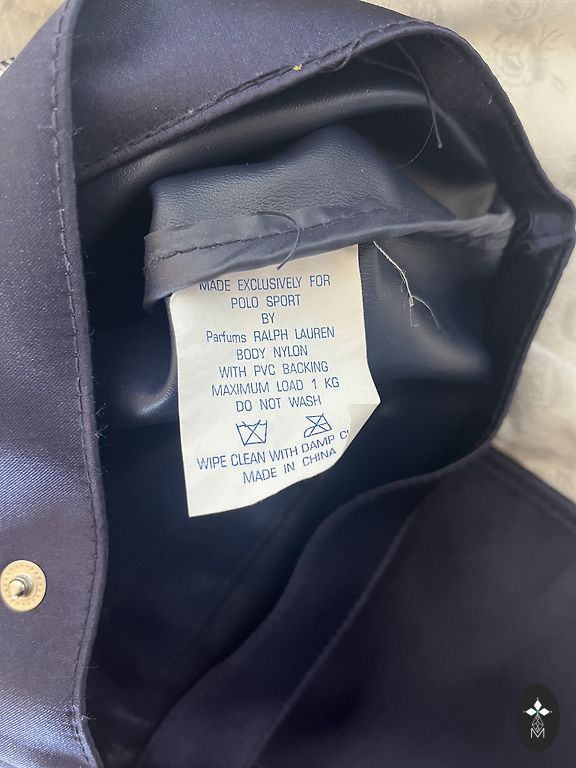 MADE EXCLUSIVELY FOR
POLO SPORT
BY
Parfums RALPH LAUREN
BODY NYLON
WITH PVC BACKING
MAXIMUM LOAD 1 KG
DO NOT WASH
WIPE CLEAN WITH DAMP
MADE IN CHINA
M